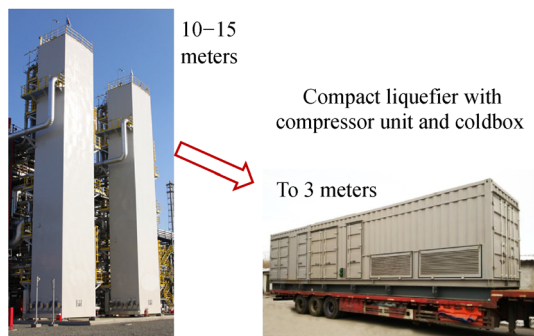 10−15
meters
Compact liquefier with
compressor unit and coldbox
To 3 meters